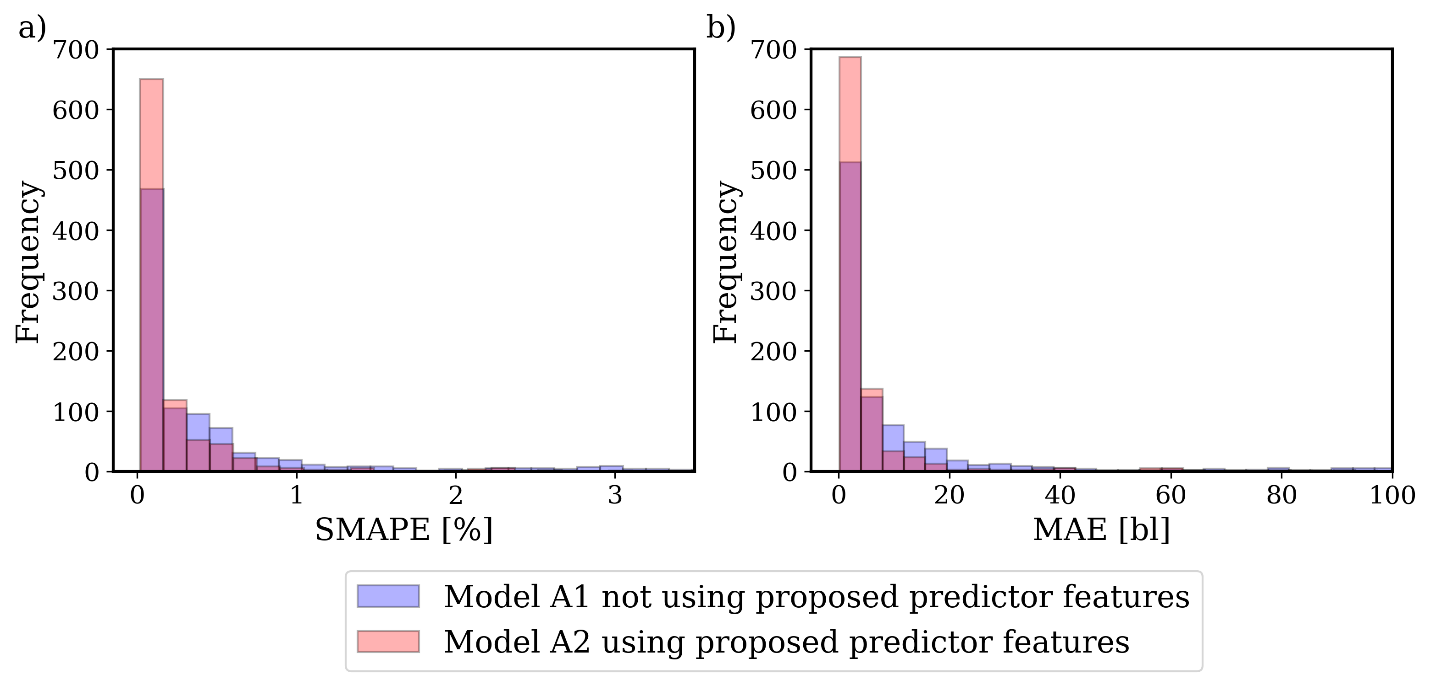 a)
700
600
500
400
300
200
100
0
Frequency
0 1 2 3
SMAPE [%]
b)
700
600
500
400
300
200
100
0
Frequency
0 20 40 60 80 100
MAE [bl]
Model A1 not using proposed predictor features
Model A2 using proposed predictor features